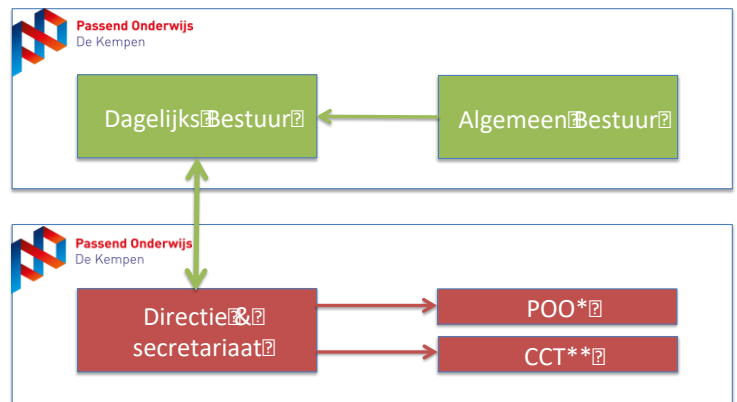 Passend Onderwijs
De Kempen
Dagelijks⍰Bestuur⍰
Algemeen⍰Bestuur⍰
Passend Onderwijs
De Kempen
Directie⍰&⍰
secretariaat⍰
POO*⍰
CCT**⍰